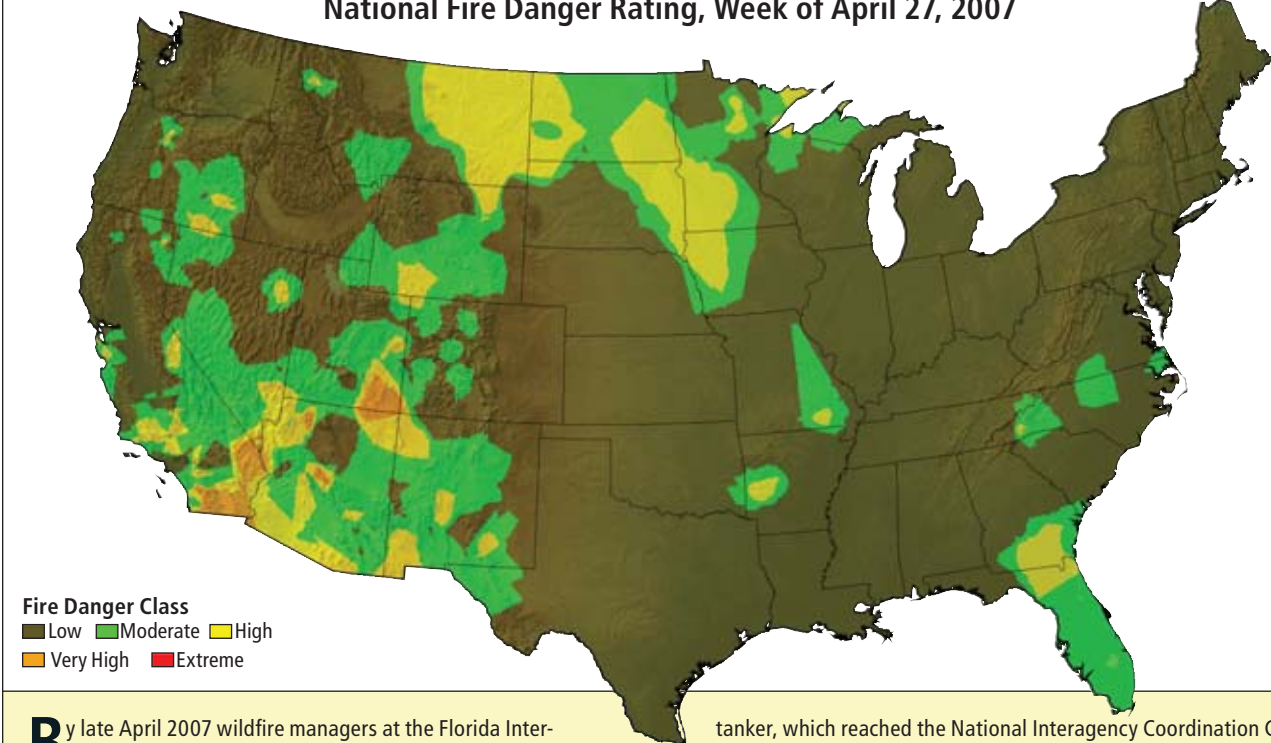 National Fire Danger Rating, Week of April 27, 2007
Fire Danger Class
Low Moderate High
Very High Extreme
By late April 2007 wildfire managers at the Florida Inter-
tanker, which reached the National Interagency Coordination